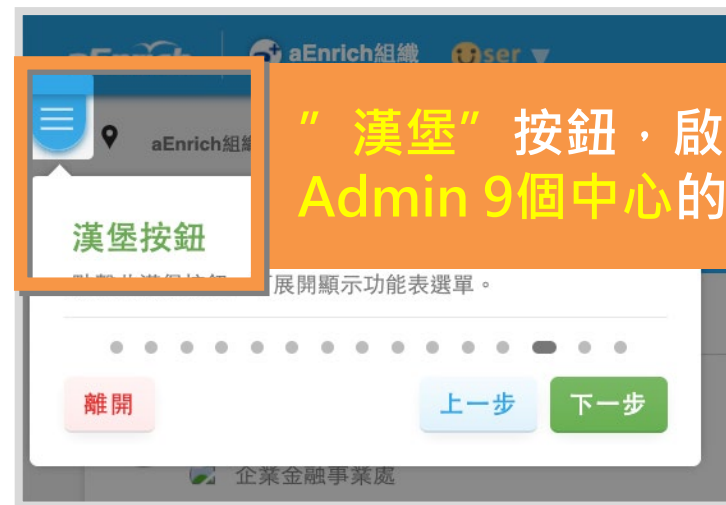 aEnrich組織
user ▼
”漢堡”按鈕，啟
Admin 9個中心的
aEnrich組
漢堡按鈕
展開顯示功能表選單。
離開
上一步
下一步
企業金融事業處